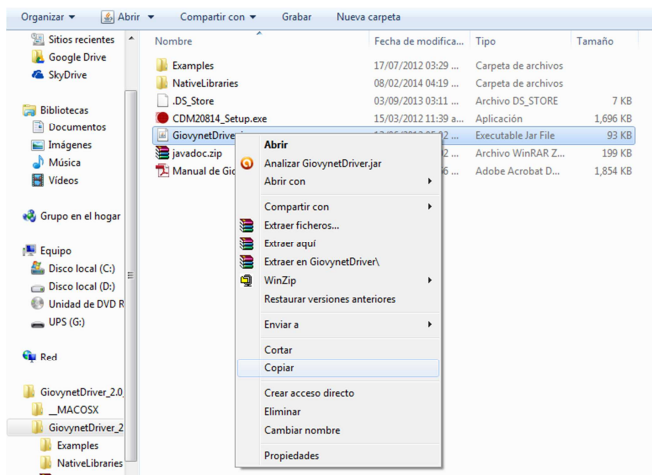 Organizar Abrir Compartir con Grabar Nueva carpeta
Sitios recientes
Google Drive
SkyDrive
Bibliotecas
Documentos
Imágenes
Música
Vídeos
Grupo en el hogar
Equipo
Disco local (C:)
Disco local (D:)
Unidad de DVD R
UPS (G:)
Red
GiovynetDriver_2.0
__MACOSX
GiovynetDriver_2
Examples
NativeLibraries
Nombre Fecha de modifica... Tipo Tamaño
Examples 17/07/2012 03:29 ... Carpeta de archivos
NativeLibraries 08/02/2014 04:19 ... Carpeta de archivos
.DS_Store 03/09/2013 03:11 ... Archivo DS_STORE 7 KB
CDM20814_Setup.exe 15/03/2012 11:39 a... Aplicación 1,696 KB
GiovynetDriver Executable Jar File 93 KB
javadoc.zip Archivo WinRAR Z... 199 KB
Manual de Gio Adobe Acrobat D... 1,854 KB
Abrir
Analizar GiovynetDriver.jar
Abrir con
Compartir con
Extraer ficheros...
Extraer aquí
Extraer en GiovynetDriver\
WinZip
Restaurar versiones anteriores
Enviar a
Cortar
Copiar
Crear acceso directo
Eliminar
Cambiar nombre
Propiedades